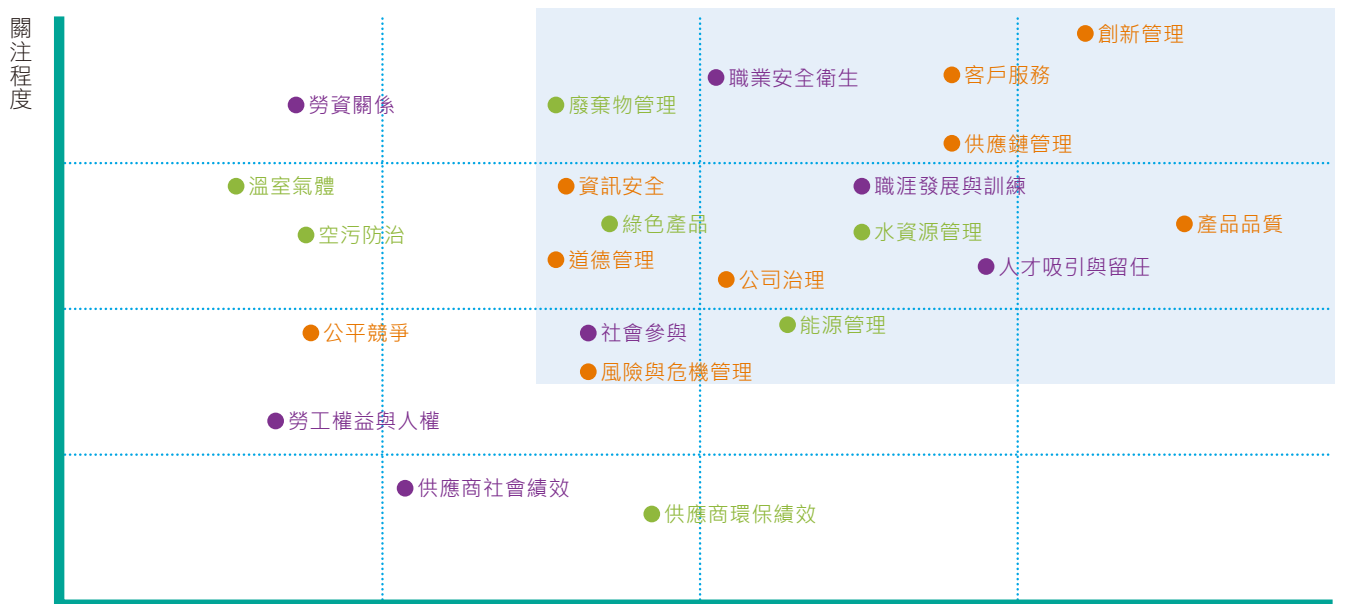 關注程度
創新管理
客戶服務
職業安全衛生
勞資關係
廢棄物管理
供應鏈管理
溫室氣體
資訊安全
職涯發展與訓練
綠色產品
產品品質
空污防治
水資源管理
道德管理
人才吸引與留任
公司治理
能源管理
公平競爭
社會參與
風險與危機管理
勞工權益與人權
供應商社會績效
供應商環保績效